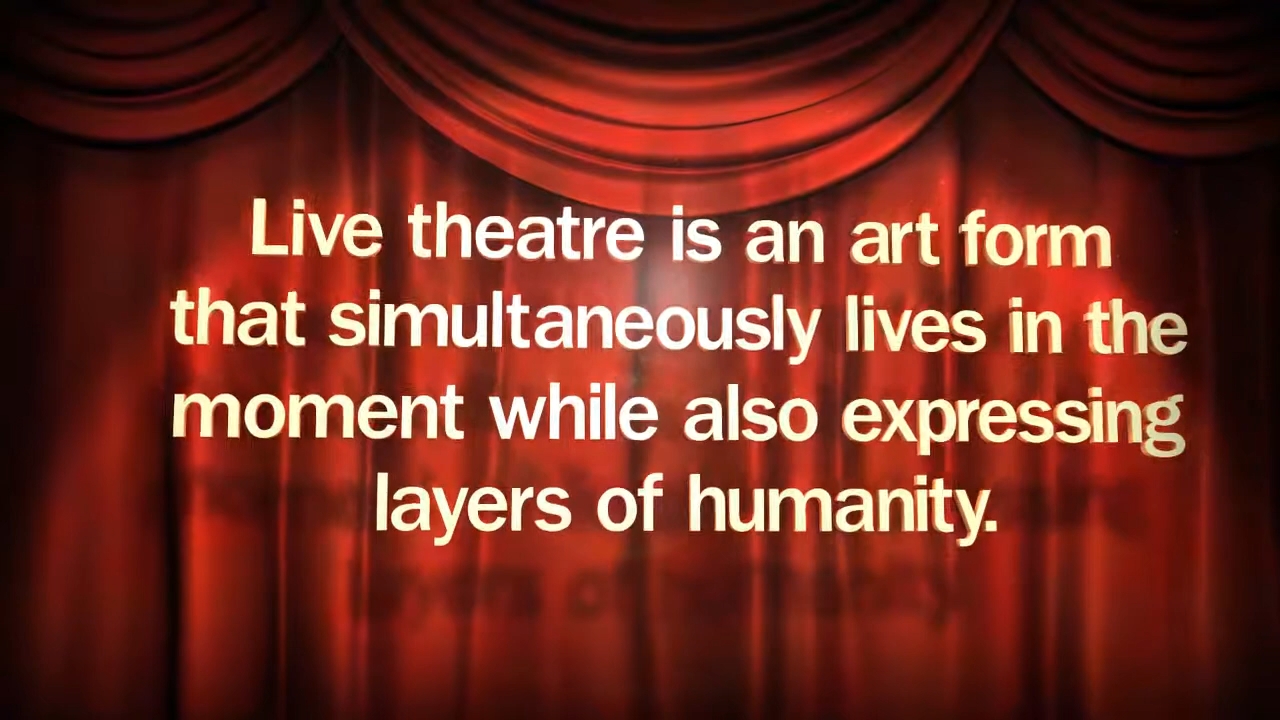 Live theatre is an art form
that simultaneously lives in the
moment while also expressing
layers of humanity.